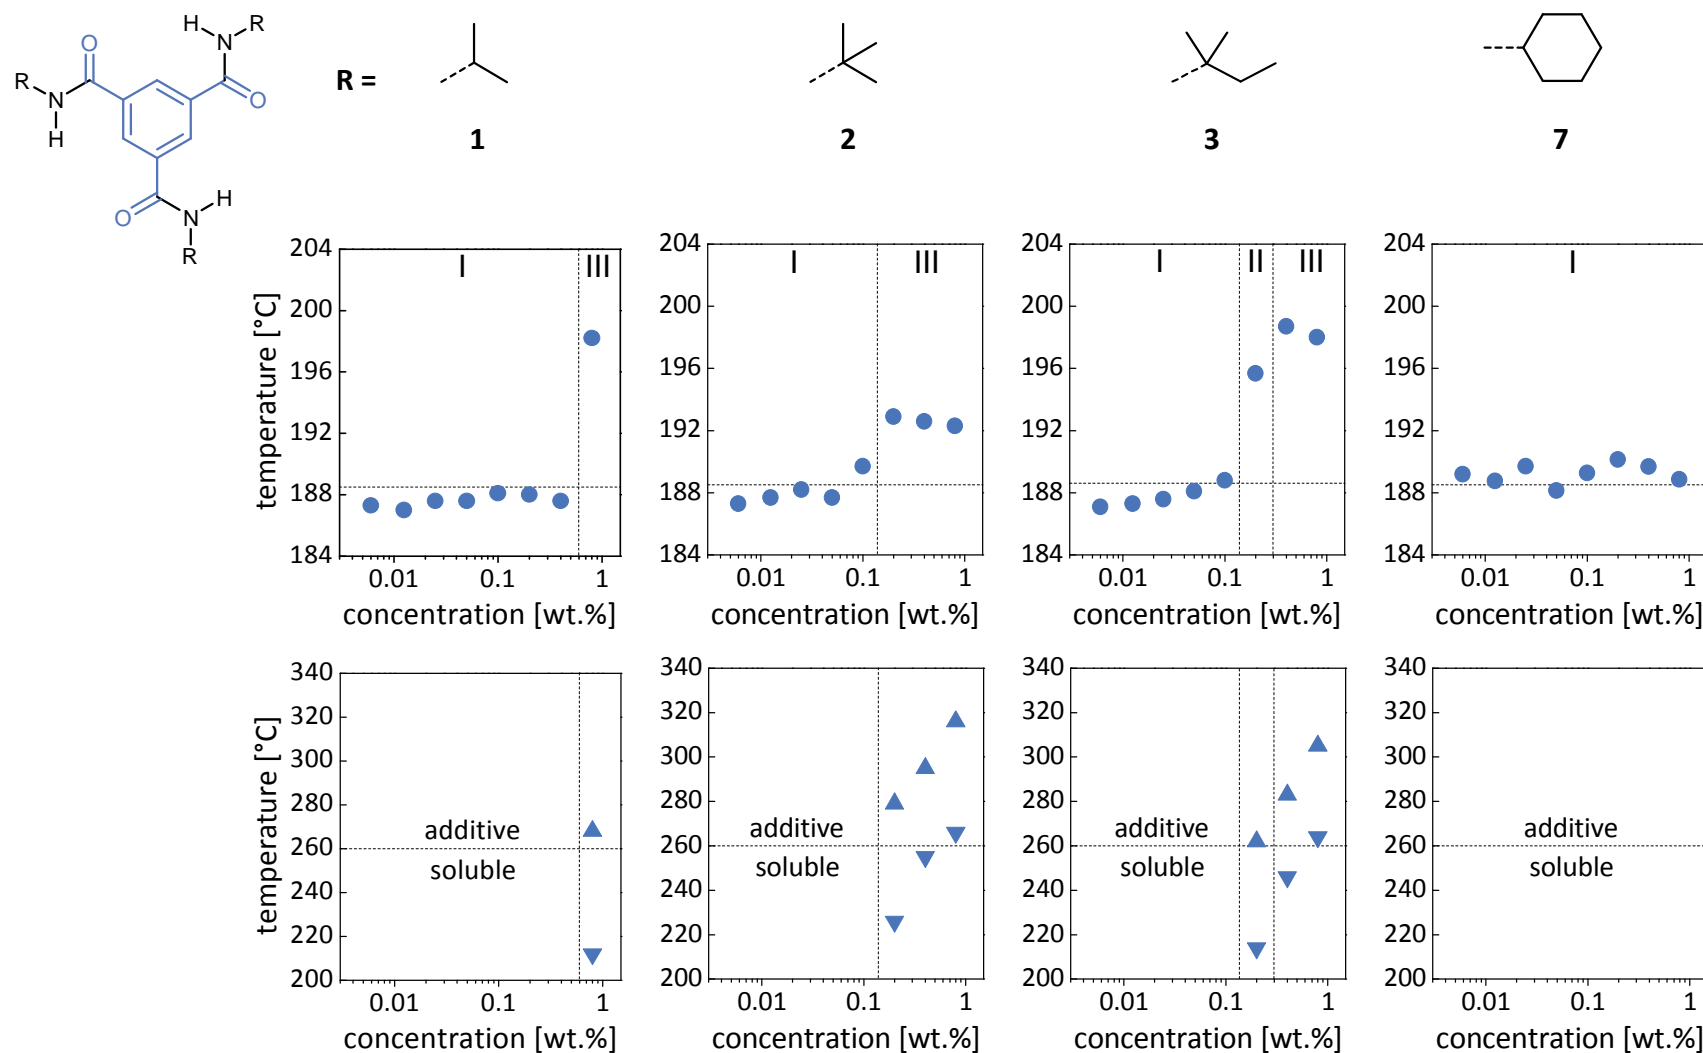 H N R
O
R
N
H
O
O
N H
R
R =
1 2 3 7
204 200 196 192 188 184
temperature [°C]
I III
0.01 0.1 1
concentration [wt.%]
204 200 196 192 188 184
I III
0.01 0.1 1
concentration [wt.%]
204 200 196 192 188 184
I II III
0.01 0.1 1
concentration [wt.%]
204 200 196 192 188 184
I
0.01 0.1 1
concentration [wt.%]
340 320 300 280 260 240 220 200
temperature [°C]
additive
soluble
0.01 0.1 1
concentration [wt.%]
340 320 300 280 260 240 220 200
additive
soluble
0.01 0.1 1
concentration [wt.%]
340 320 300 280 260 240 220 200
additive
soluble
0.01 0.1 1
concentration [wt.%]
340 320 300 280 260 240 220 200
additive
soluble
0.01 0.1 1
concentration [wt.%]